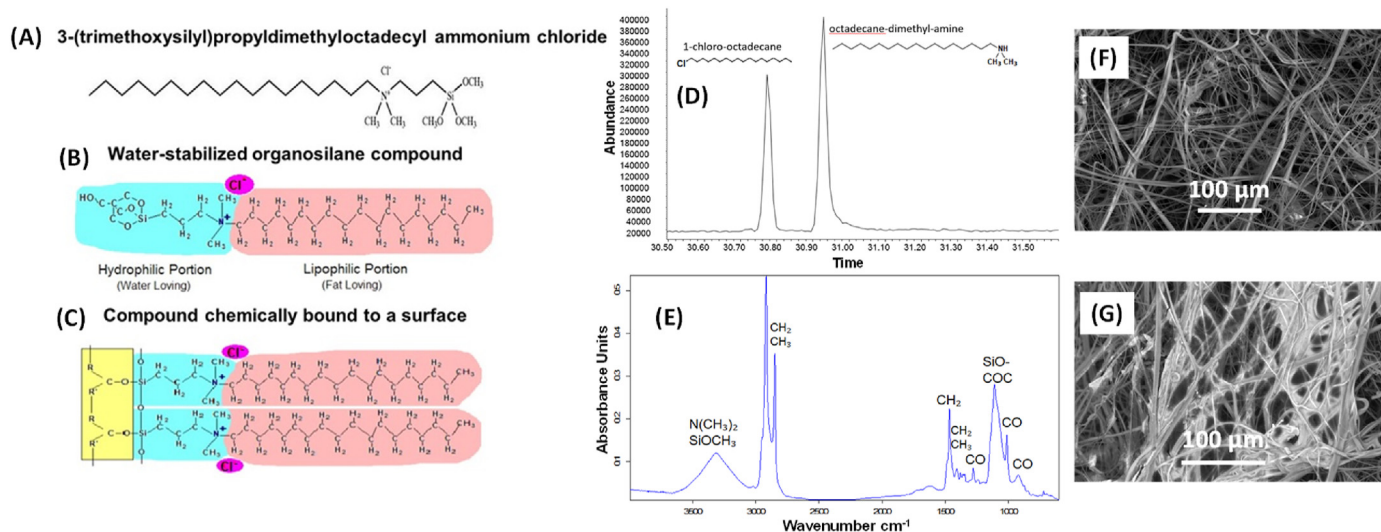 (A)
3-(trimethoxysilyl)propyldimethyloctadecyl ammonium chloride
Cl⁻
N⁺
Si
OCH₃
CH₃
CH₃
CH₃O
OCH₃
(B)
Water-stabilized organosilane compound
Cl⁻
HO
Hydrophilic Portion
(Water Loving)
Lipophilic Portion
(Fat Loving)
(C)
Compound chemically bound to a surface
Cl⁻
Cl⁻
(D)
1-chloro-octadecane
Cl
octadecane-dimethyl-amine
NH
CH₃
CH₃
Abundance
400000
380000
360000
340000
320000
300000
280000
260000
240000
220000
200000
180000
160000
140000
120000
100000
80000
60000
40000
20000
30.50 30.60 30.70 30.80 30.90 31.00 31.10 31.20 31.30 31.40 31.50
Time
(E)
Absorbance Units
0.5
0.4
0.3
0.2
0.1
N(CH₃)₂
SiOCH₃
CH₂
CH₃
CH₂
CH₂
CH₃
CO
SiO-
COC
CO
CO
3500 3000 2500 2000 1500 1000
Wavenumber cm⁻¹
(F)
100 µm
(G)
100 µm